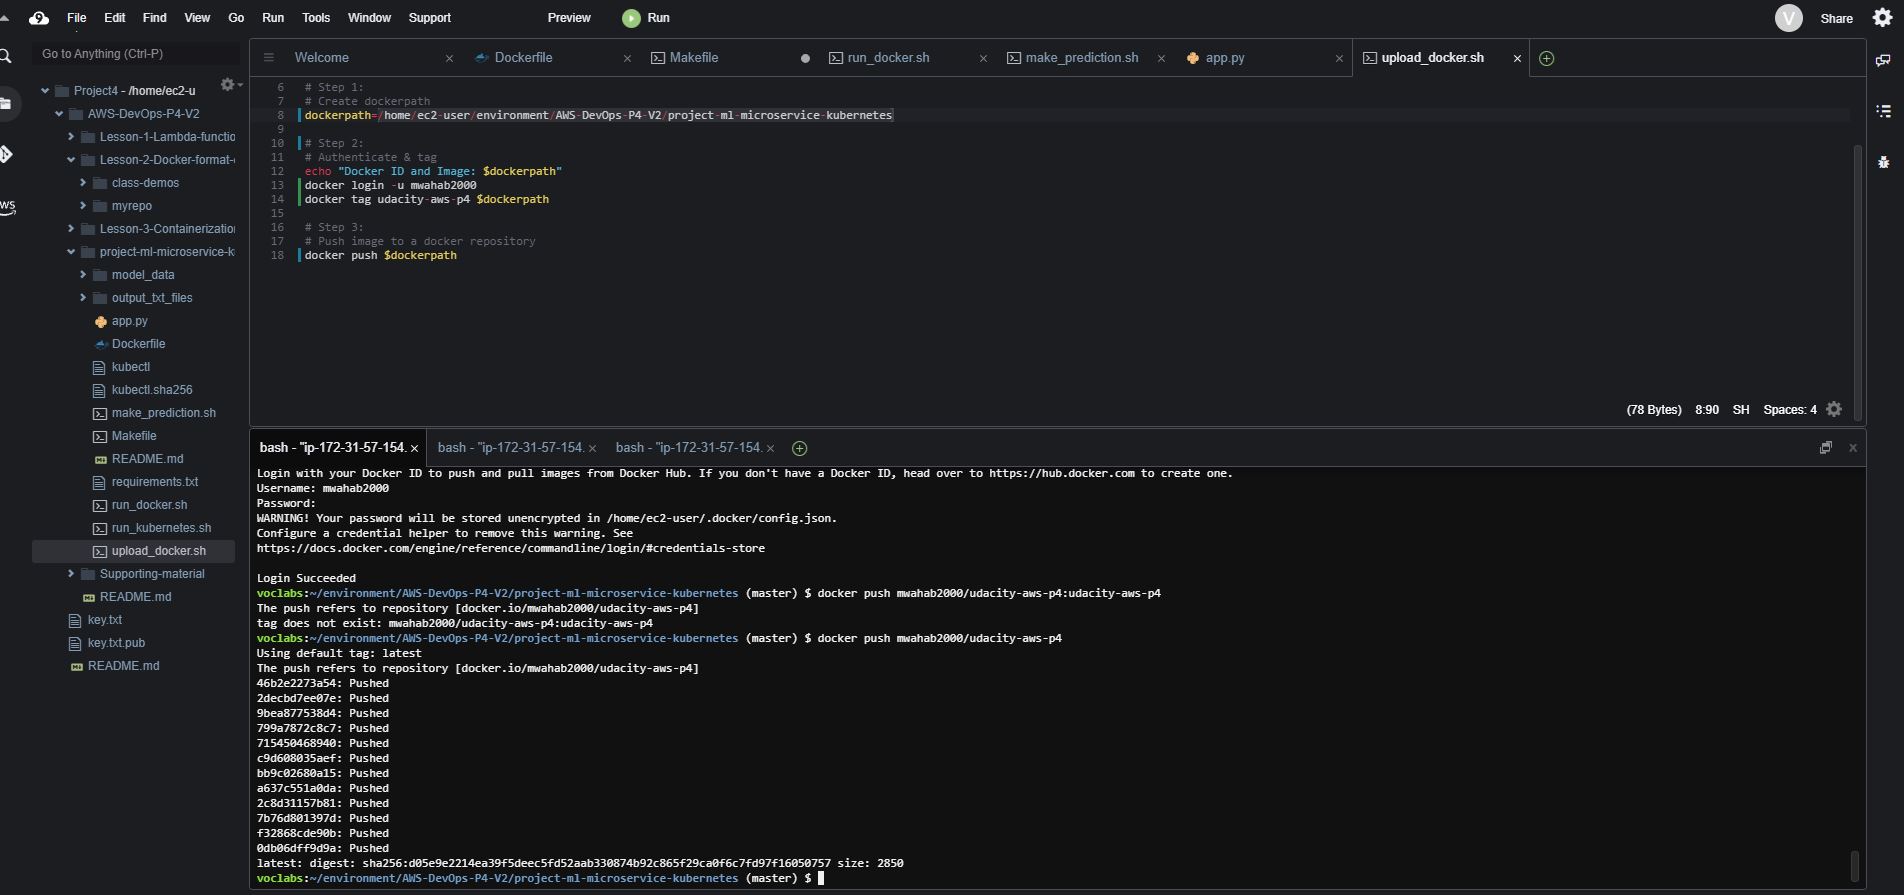 File Edit Find View Go Run Tools Window Support Preview Run V Share
Go to Anything (Ctrl-P)
Project4 - /home/ec2-u
AWS-DevOps-P4-V2
Lesson-1-Lambda-functio
Lesson-2-Docker-format-
class-demos
myrepo
Lesson-3-Containerization
project-ml-microservice-k
model_data
output_txt_files
app.py
Dockerfile
kubectl
kubectl.sha256
make_prediction.sh
Makefile
README.md
requirements.txt
run_docker.sh
run_kubernetes.sh
upload_docker.sh
Supporting-material
README.md
key.txt
key.txt.pub
README.md
Welcome Dockerfile Makefile run_docker.sh make_prediction.sh app.py upload_docker.sh
6 # Step 1:
7 # Create dockerpath
8 dockerpath=/home/ec2-user/environment/AWS-DevOps-P4-V2/project-ml-microservice-kubernetes
9
10 # Step 2:
11 # Authenticate & tag
12 echo "Docker ID and Image: $dockerpath"
13 docker login -u mwahab2000
14 docker tag udacity-aws-p4 $dockerpath
15
16 # Step 3:
17 # Push image to a docker repository
18 docker push $dockerpath
(78 Bytes) 8:90 SH Spaces: 4
bash - "ip-172-31-57-154. bash - "ip-172-31-57-154. bash - "ip-172-31-57-154.
Login with your Docker ID to push and pull images from Docker Hub. If you don't have a Docker ID, head over to https://hub.docker.com to create one.
Username: mwahab2000
Password:
WARNING! Your password will be stored unencrypted in /home/ec2-user/.docker/config.json.
Configure a credential helper to remove this warning. See
https://docs.docker.com/engine/reference/commandline/login/#credentials-store
Login Succeeded
voclabs:~/environment/AWS-DevOps-P4-V2/project-ml-microservice-kubernetes (master) $ docker push mwahab2000/udacity-aws-p4:udacity-aws-p4
The push refers to repository [docker.io/mwahab2000/udacity-aws-p4]
tag does not exist: mwahab2000/udacity-aws-p4:udacity-aws-p4
voclabs:~/environment/AWS-DevOps-P4-V2/project-ml-microservice-kubernetes (master) $ docker push mwahab2000/udacity-aws-p4
Using default tag: latest
The push refers to repository [docker.io/mwahab2000/udacity-aws-p4]
46b2e2273a54: Pushed
2decbd7ee07e: Pushed
9bea877538d4: Pushed
799a7872c8c7: Pushed
715450468940: Pushed
c9d608035aef: Pushed
bb9c02680a15: Pushed
a637c551a0da: Pushed
2c8d31157b81: Pushed
7b76d801397d: Pushed
f32868cde90b: Pushed
0db06dff9d9a: Pushed
latest: digest: sha256:d05e9e2214ea39f5deec5fd52aab330874b92c865f29ca0f6c7fd97f16050757 size: 2850
voclabs:~/environment/AWS-DevOps-P4-V2/project-ml-microservice-kubernetes (master) $